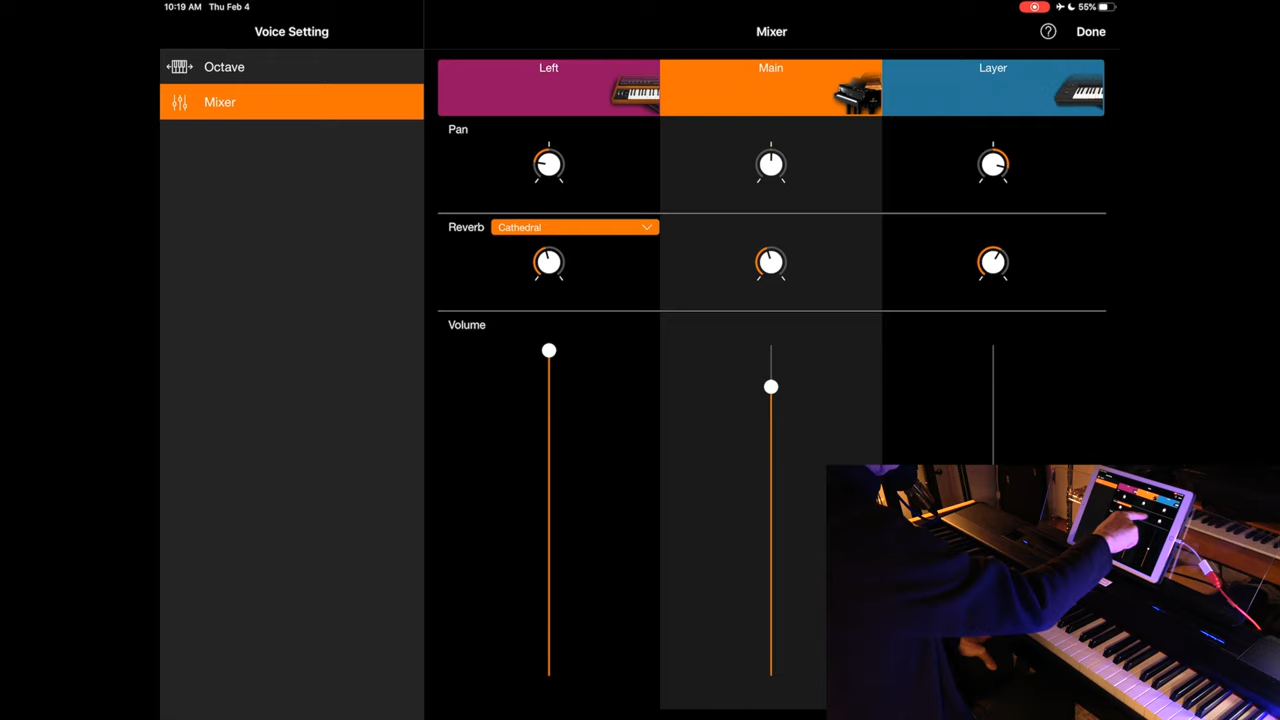 10:19 AM Thu Feb 4
55%
Voice Setting
Mixer
? Done
Octave
Mixer
Left
Main
Layer
Pan
Reverb Cathedral
Volume